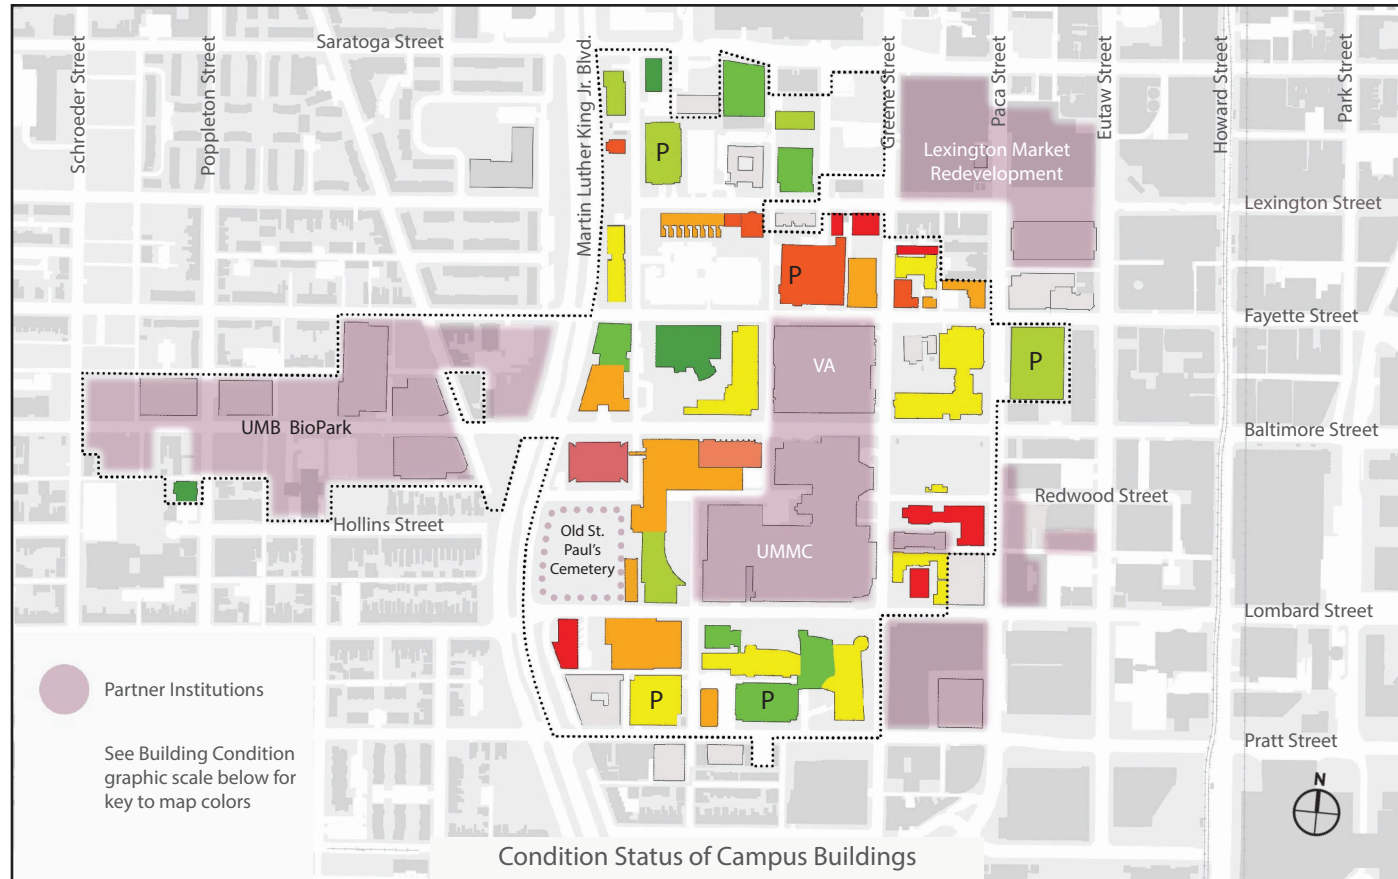 Saratoga Street
Schroeder Street
Poppleton Street
Martin Luther King Jr. Blvd.
Greene Street
Paca Street
Eutaw Street
Howard Street
Park Street
P
Lexington Market
Redevelopment
Lexington Street
P
Fayette Street
VA
P
UMB BioPark
Baltimore Street
Redwood Street
Hollins Street
Old St.
Paul's
Cemetery
UMMC
Lombard Street
Partner Institutions
P
P
See Building Condition
graphic scale below for
key to map colors
Pratt Street
N
Condition Status of Campus Buildings